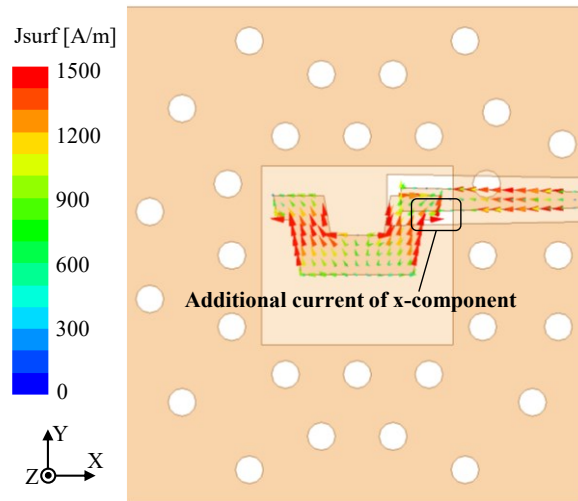 Jsurf [A/m]
1500
1200
900
600
300
0
Additional current of x-component
Y
Z
X